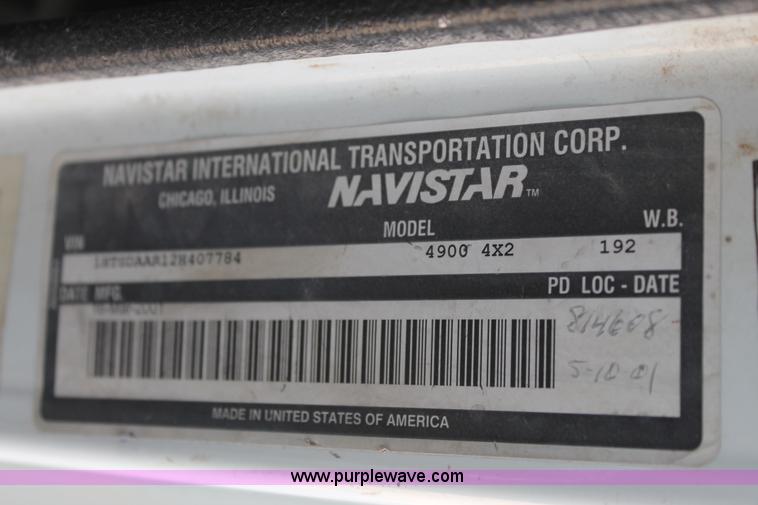 NAVISTAR INTERNATIONAL TRANSPORTATION CORP.
CHICAGO, ILLINOIS NAVISTAR TM
VIN MODEL W.B.
1HTSDAAR12H407784 4900 4X2 192
DATE MFG. PD LOC - DATE
5-10-01
MADE IN UNITED STATES OF AMERICA
www.purplewave.com